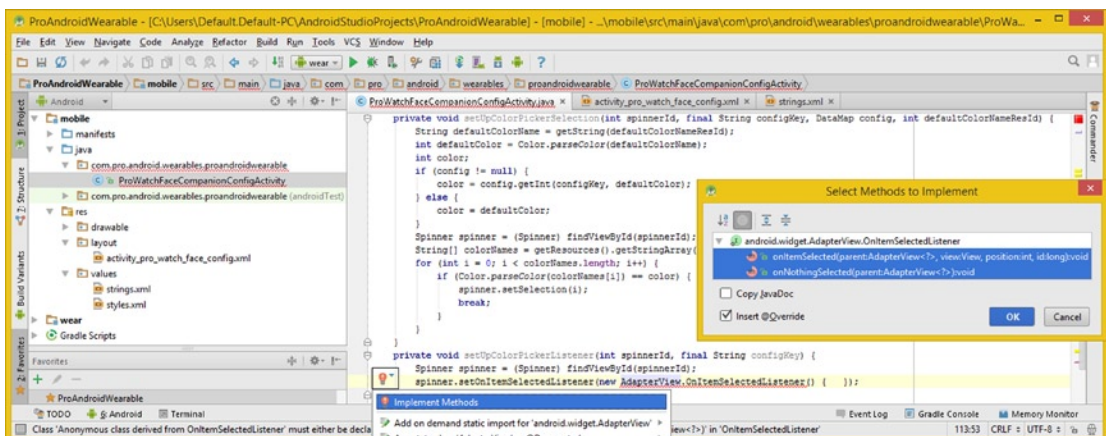 ProAndroidWearable - [C:\Users\Default.Default-PC\AndroidStudioProjects\ProAndroidWearable] - [mobile] - ...\mobile\src\main\java\com\pro\android\wearables\proandroidwearable\ProWa...
File Edit View Navigate Code Analyze Refactor Build Run Tools VCS Window Help
wear
ProAndroidWearable mobile src main java com pro android wearables proandroidwearable ProWatchFaceCompanionConfigActivity
1: Project
7: Structure
Build Variants
2: Favorites
Android
mobile
manifests
java
com.pro.android.wearables.proandroidwearable
ProWatchFaceCompanionConfigActivity
com.pro.android.wearables.proandroidwearable (androidTest)
res
drawable
layout
activity_pro_watch_face_config.xml
values
strings.xml
styles.xml
wear
Gradle Scripts
Favorites
ProAndroidWearable
ProWatchFaceCompanionConfigActivity.java activity_pro_watch_face_config.xml strings.xml
private void setUpColorPickerSelection(int spinnerId, final String configKey, DataMap config, int defaultColorNameResId) {
String defaultColorName = getString(defaultColorNameResId);
int defaultColor = Color.parseColor(defaultColorName);
int color;
if (config != null) {
color = config.getInt(configKey, defaultColor);
} else {
color = defaultColor;
}
Spinner spinner = (Spinner) findViewById(spinnerId);
String[] colorNames = getResources().getStringArray(
for (int i = 0; i < colorNames.length; i++) {
if (Color.parseColor(colorNames[i]) == color) {
spinner.setSelection(i);
break;
}
}
}
private void setUpColorPickerListener(int spinnerId, final String configKey) {
Spinner spinner = (Spinner) findViewById(spinnerId);
spinner.setOnItemSelectedListener(new AdapterView.OnItemSelectedListener() { });
Implement Methods
Add on demand static import for 'android.widget.AdapterView'
Commander
Select Methods to Implement
android.widget.AdapterView.OnItemSelectedListener
onItemSelected(parent:AdapterView<?>, view:View, position:int, id:long):void
onNothingSelected(parent:AdapterView<?>):void
Copy JavaDoc
Insert @Override
OK Cancel
TODO 6: Android Terminal Event Log Gradle Console Memory Monitor
Class 'Anonymous class derived from OnItemSelectedListener' must either be decla
iew<?>)' in 'OnItemSelectedListener' 113:53 CRLF UTF-8